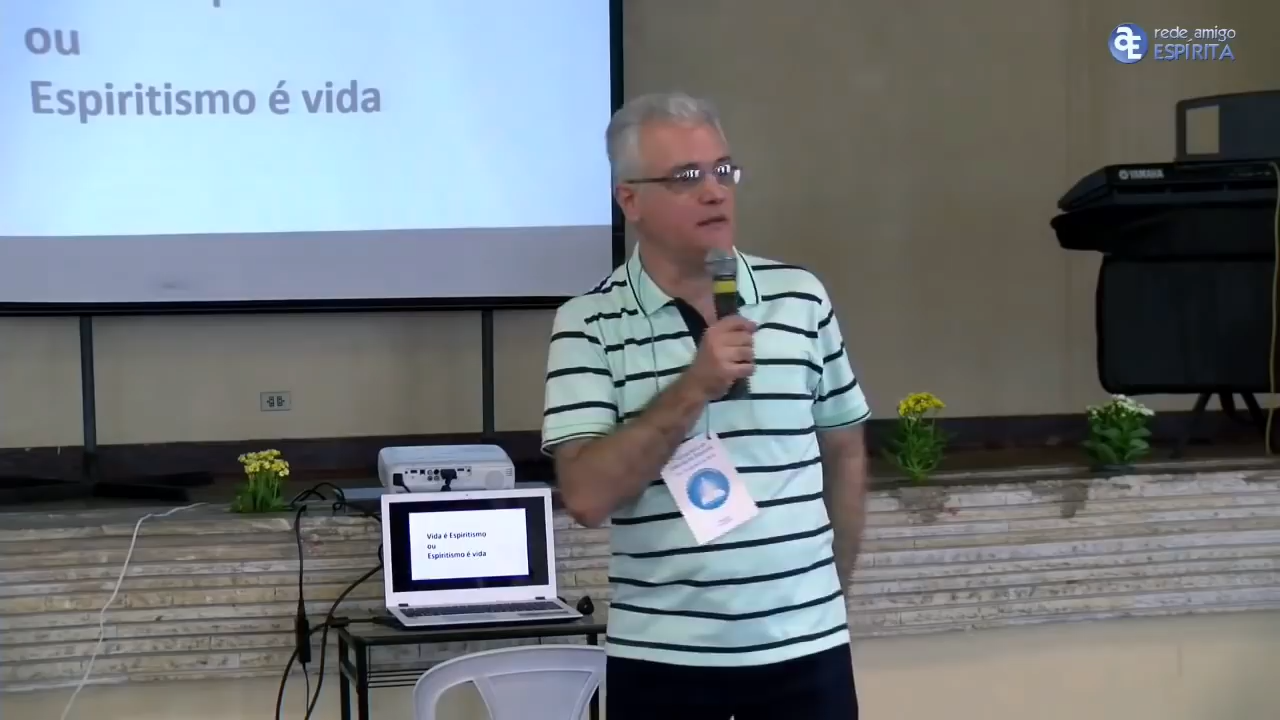 ou
Espiritismo é vida
rede amigo
ESPÍRITA
YAMAHA
Vida é Espiritismo
ou
Espiritismo é vida